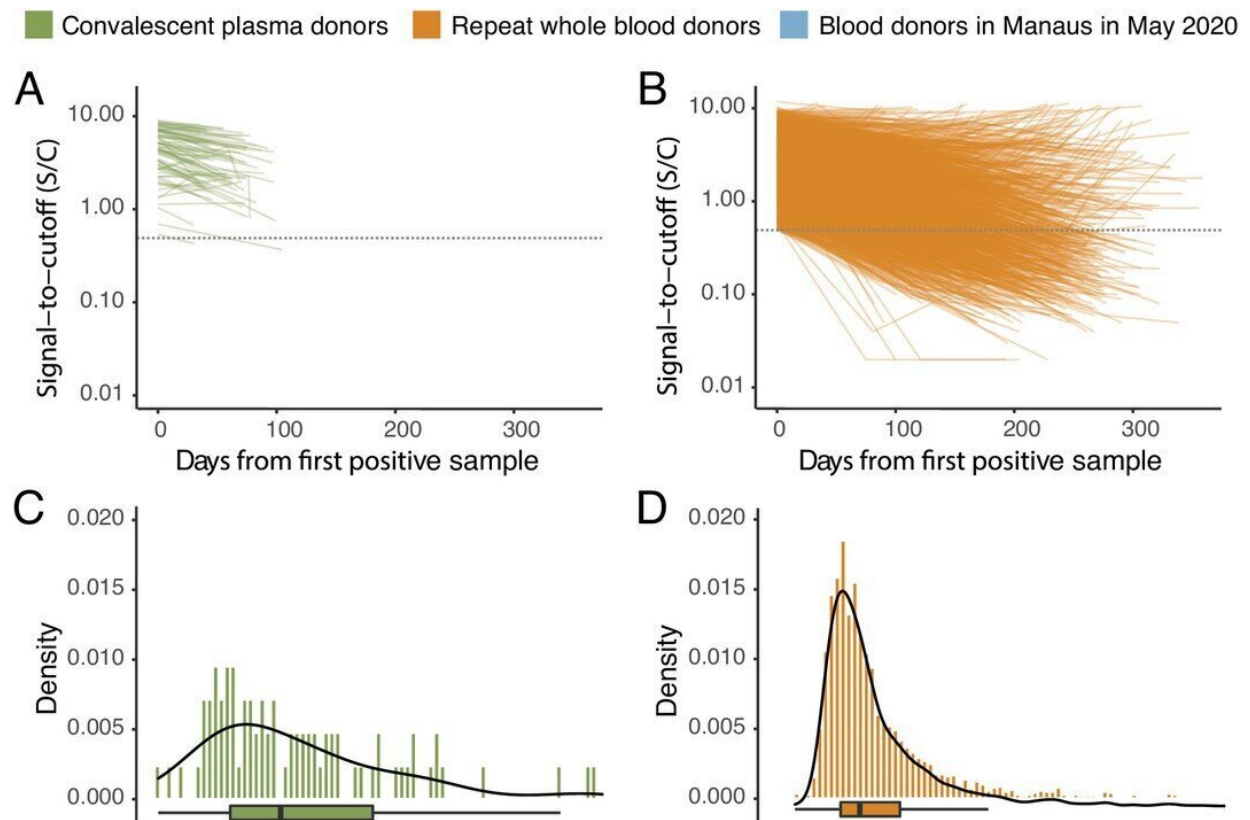 Convalescent plasma donors Repeat whole blood donors Blood donors in Manaus in May 2020
A B
Signal-to-cutoff (S/C)
10.00
1.00
0.10
0.01
0 100 200 300
Days from first positive sample
Signal-to-cutoff (S/C)
10.00
1.00
0.10
0.01
0 100 200 300
Days from first positive sample
C D
Density
0.020
0.015
0.010
0.005
0.000
Density
0.020
0.015
0.010
0.005
0.000